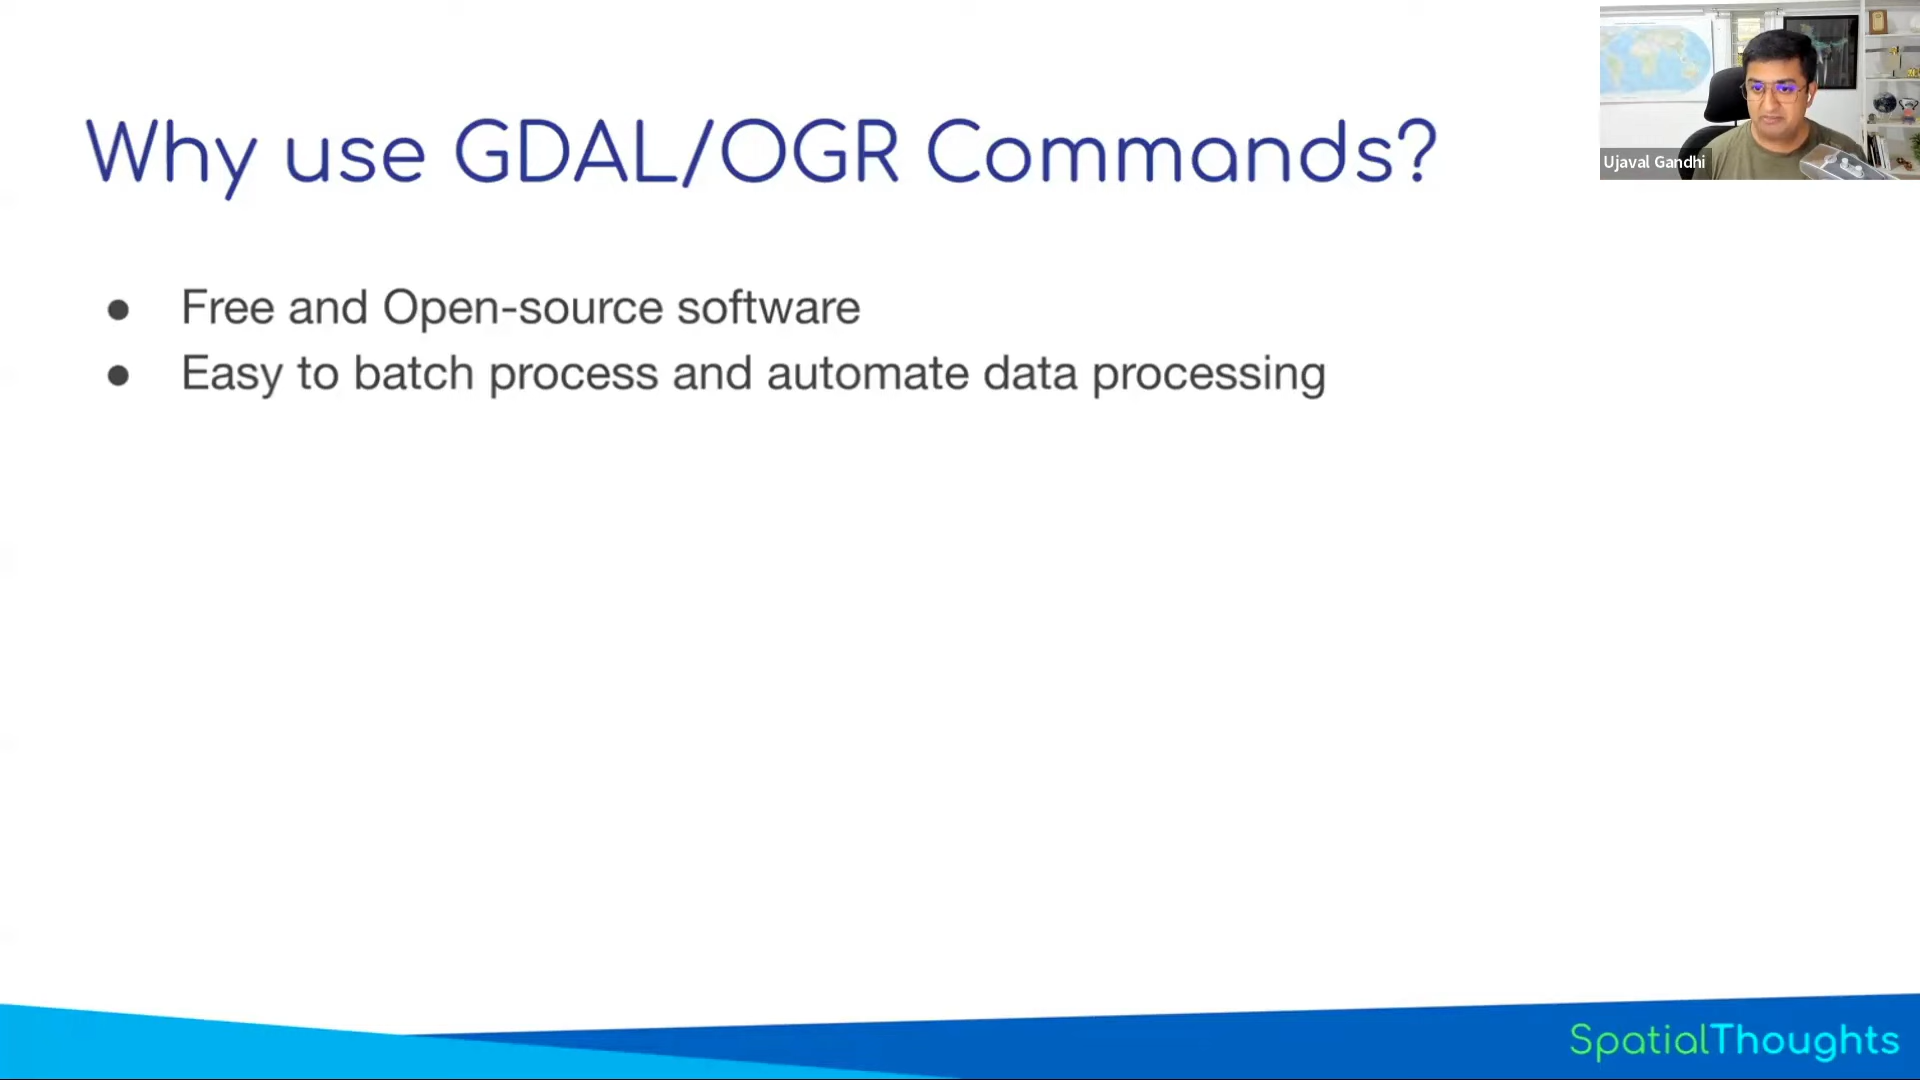 Why use GDAL/OGR Commands?
Ujaval Gandhi
● Free and Open-source software
● Easy to batch process and automate data processing
SpatialThoughts